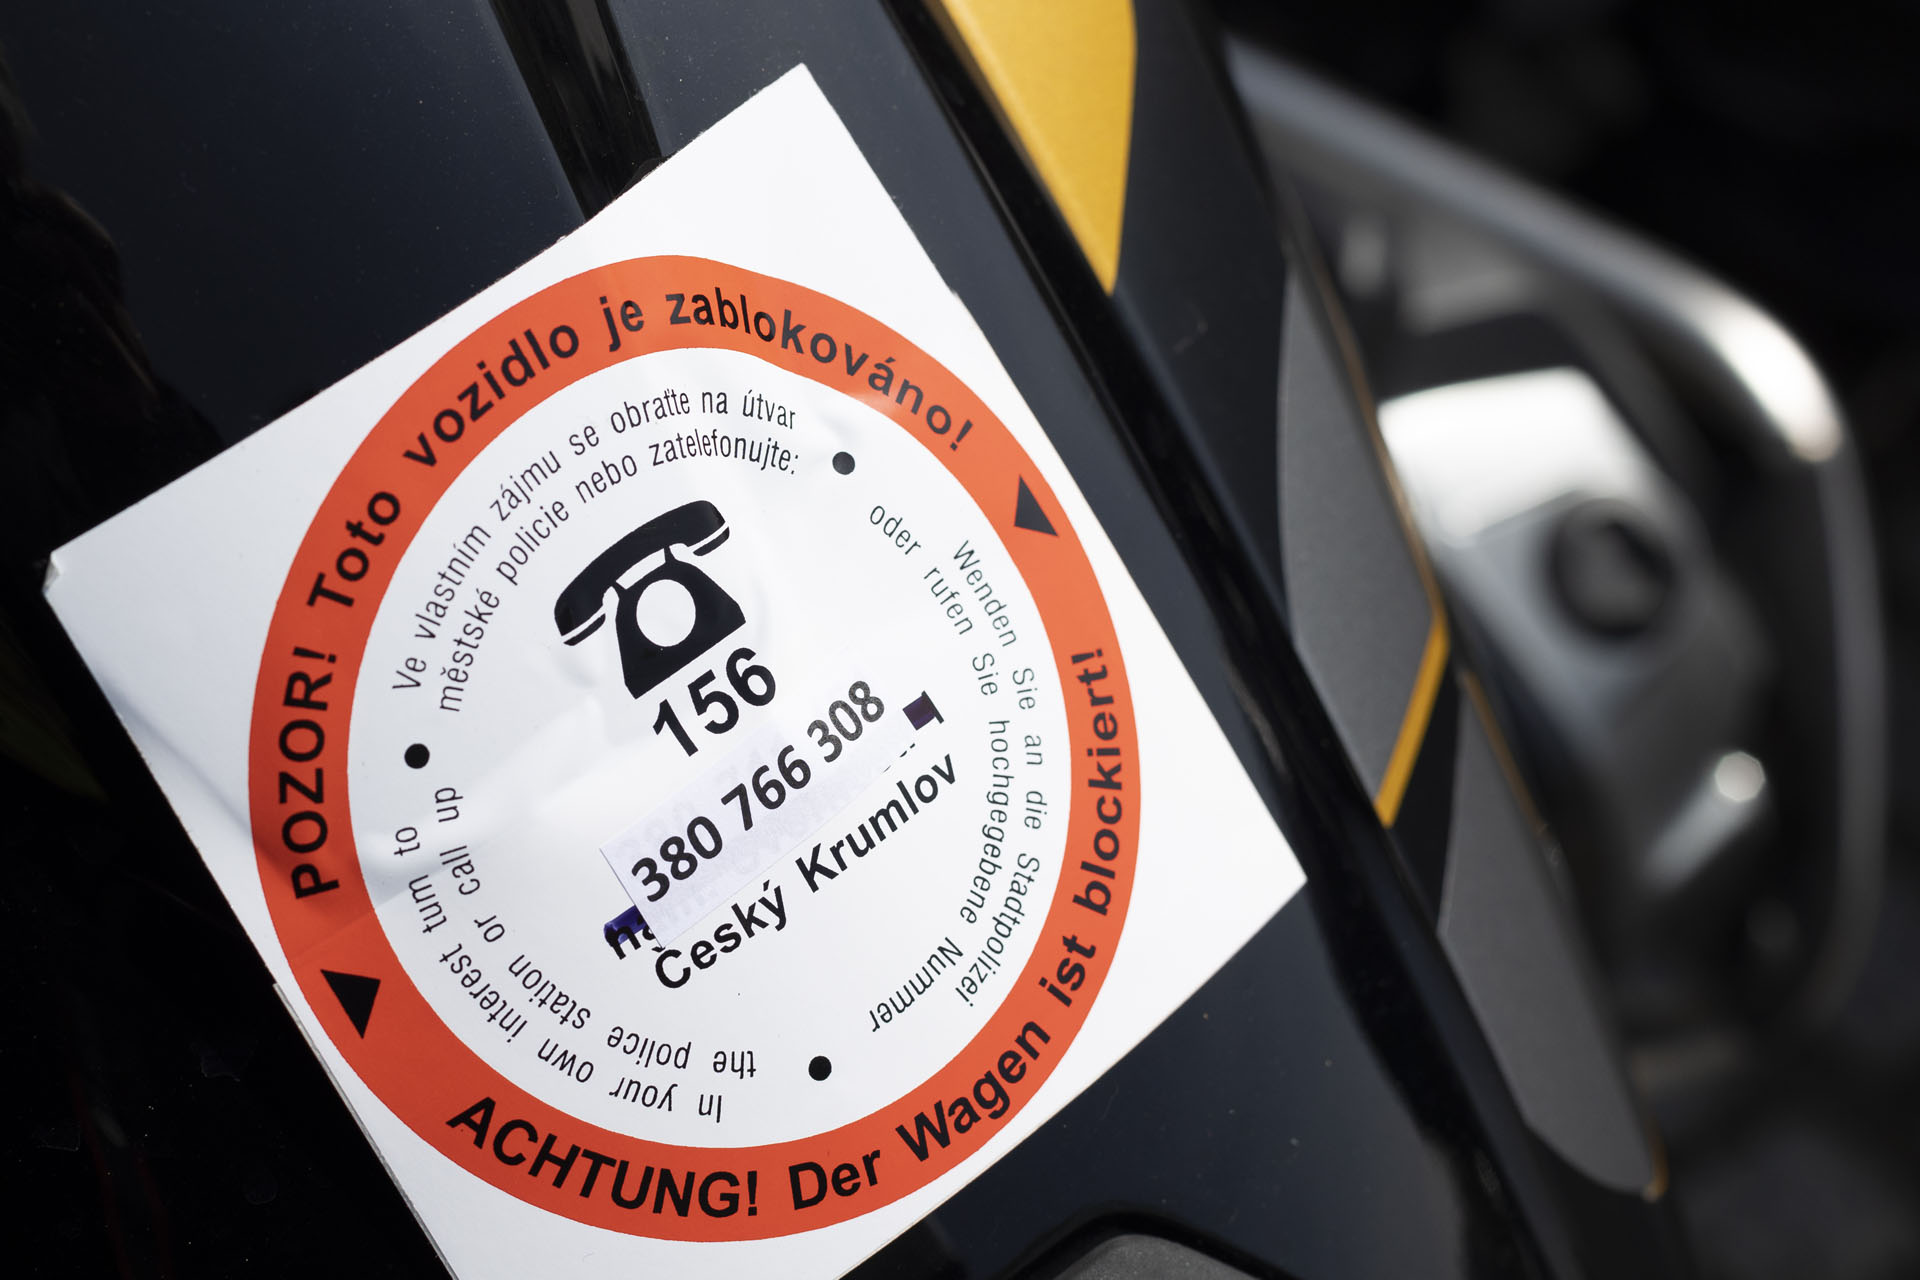 POZOR! Toto vozidlo je zablokováno!
Ve vlastním zájmu se obraťte na útvar
městské policie nebo zatelefonujte:
156
380 766 308
Český Krumlov
Wenden Sie an die Stadtpolizei
oder rufen Sie hochgegebene Nummer
In your own interest tum to
the police station or call up
ACHTUNG! Der Wagen ist blockiert!